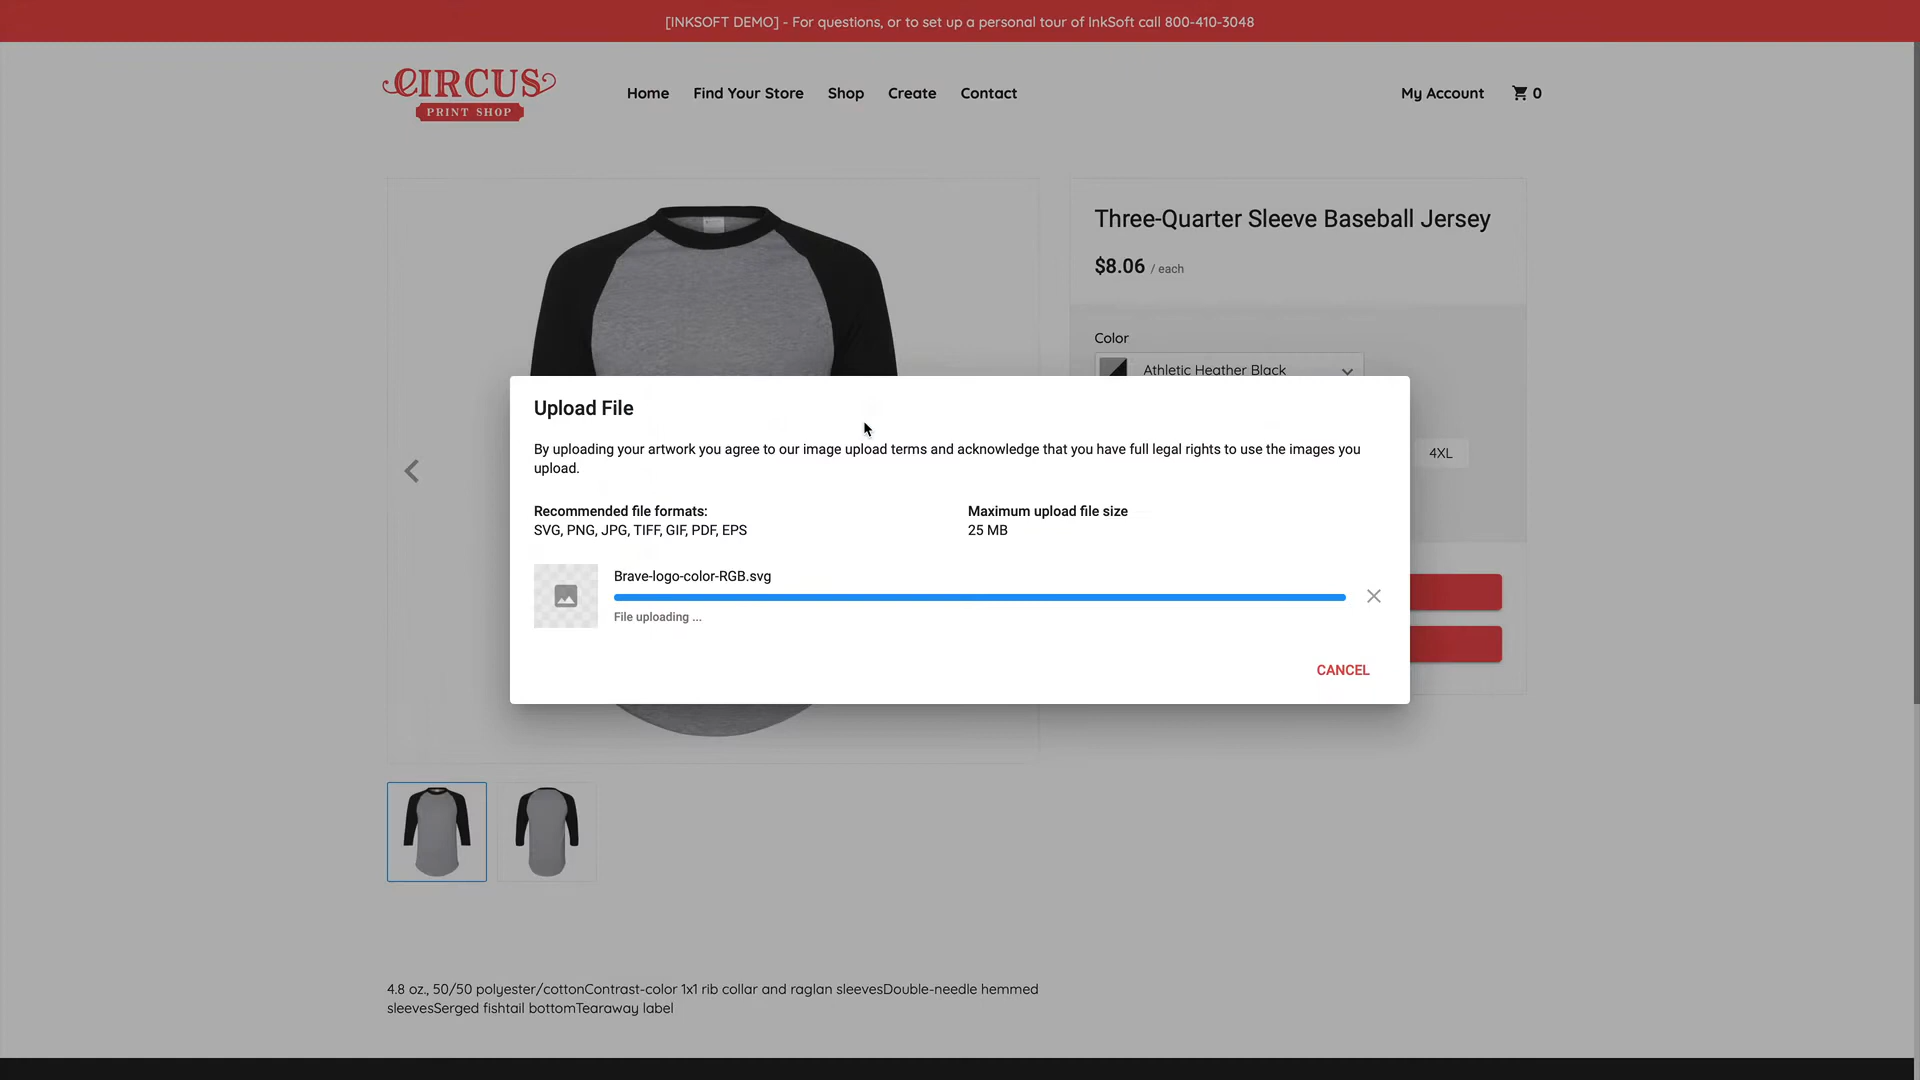 [INKSOFT DEMO] - For questions, or to set up a personal tour of InkSoft call 800-410-3048
CIRCUS
PRINT SHOP
Home
Find Your Store
Shop
Create
Contact
My Account
0
Three-Quarter Sleeve Baseball Jersey
$8.06 / each
Color
Athletic Heather Black
4XL
Upload File
By uploading your artwork you agree to our image upload terms and acknowledge that you have full legal rights to use the images you
upload.
Recommended file formats:
SVG, PNG, JPG, TIFF, GIF, PDF, EPS
Maximum upload file size
25 MB
Brave-logo-color-RGB.svg
File uploading ...
CANCEL
4.8 oz., 50/50 polyester/cottonContrast-color 1x1 rib collar and raglan sleevesDouble-needle hemmed
sleevesSerged fishtail bottomTearaway label